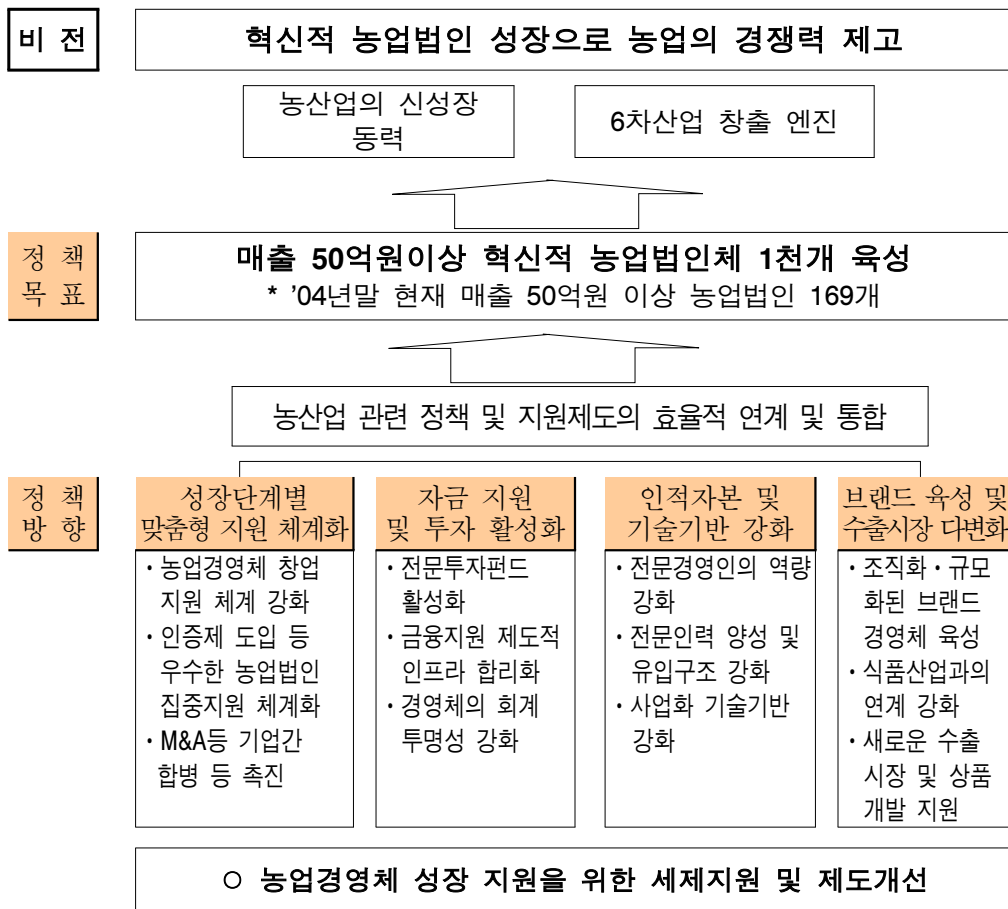 비 전
혁신적 농업법인 성장으로 농업의 경쟁력 제고
농산업의 신성장
동력
6차산업 창출 엔진
정 책
목 표
매출 50억원이상 혁신적 농업법인체 1천개 육성
* '04년말 현재 매출 50억원 이상 농업법인 169개
농산업 관련 정책 및 지원제도의 효율적 연계 및 통합
정 책
방 향
성장단계별
맞춤형 지원 체계화
・농업경영체 창업
지원 체계 강화
・인증제 도입 등
우수한 농업법인
집중지원 체계화
・M&A등 기업간
합병 등 촉진
자금 지원
및 투자 활성화
・전문투자펀드
활성화
・금융지원 제도적
인프라 합리화
・경영체의 회계
투명성 강화
인적자본 및
기술기반 강화
・전문경영인의 역량
강화
・전문인력 양성 및
유입구조 강화
・사업화 기술기반
강화
브랜드 육성 및
수출시장 다변화
・조직화・규모
화된 브랜드
경영체 육성
・식품산업과의
연계 강화
・새로운 수출
시장 및 상품
개발 지원
○ 농업경영체 성장 지원을 위한 세제지원 및 제도개선